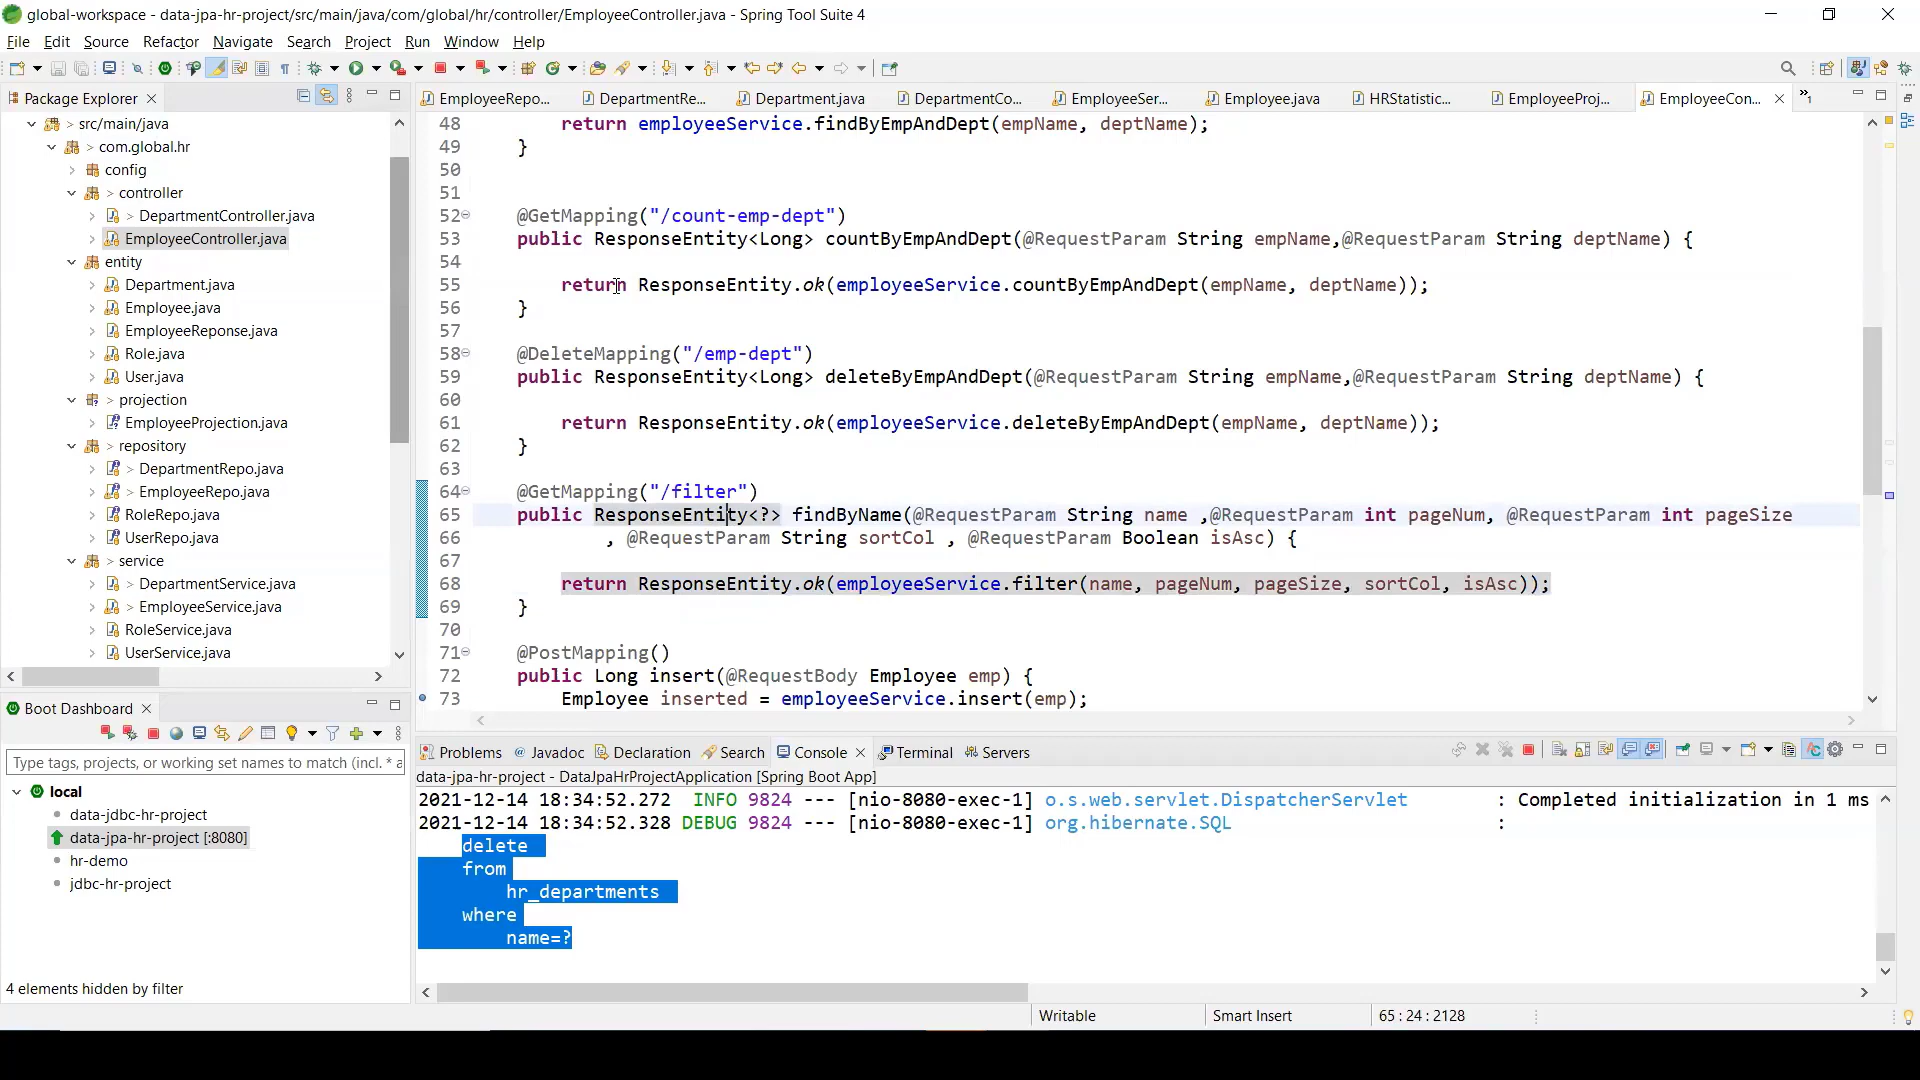 global-workspace - data-jpa-hr-project/src/main/java/com/global/hr/controller/EmployeeController.java - Spring Tool Suite 4
File Edit Source Refactor Navigate Search Project Run Window Help
Package Explorer
src/main/java
> com.global.hr
config
> controller
> DepartmentController.java
EmployeeController.java
entity
Department.java
Employee.java
EmployeeReponse.java
Role.java
User.java
> projection
EmployeeProjection.java
> repository
> DepartmentRepo.java
> EmployeeRepo.java
RoleRepo.java
UserRepo.java
> service
> DepartmentService.java
> EmployeeService.java
RoleService.java
UserService.java
Boot Dashboard
Type tags, projects, or working set names to match (incl. * a
local
data-jdbc-hr-project
data-jpa-hr-project [:8080]
hr-demo
jdbc-hr-project
4 elements hidden by filter
EmployeeRepo... DepartmentRe... Department.java DepartmentCo... EmployeeSer... Employee.java HRStatistic... EmployeeProj... EmployeeCon... »1
48 return employeeService.findByEmpAndDept(empName, deptName);
49 }
50
51
52 @GetMapping("/count-emp-dept")
53 public ResponseEntity<Long> countByEmpAndDept(@RequestParam String empName,@RequestParam String deptName) {
54
55 return ResponseEntity.ok(employeeService.countByEmpAndDept(empName, deptName));
56 }
57
58 @DeleteMapping("/emp-dept")
59 public ResponseEntity<Long> deleteByEmpAndDept(@RequestParam String empName,@RequestParam String deptName) {
60
61 return ResponseEntity.ok(employeeService.deleteByEmpAndDept(empName, deptName));
62 }
63
64 @GetMapping("/filter")
65 public ResponseEntity<?> findByName(@RequestParam String name ,@RequestParam int pageNum, @RequestParam int pageSize
66 , @RequestParam String sortCol , @RequestParam Boolean isAsc) {
67
68 return ResponseEntity.ok(employeeService.filter(name, pageNum, pageSize, sortCol, isAsc));
69 }
70
71 @PostMapping()
72 public Long insert(@RequestBody Employee emp) {
73 Employee inserted = employeeService.insert(emp);
Problems Javadoc Declaration Search Console Terminal Servers
data-jpa-hr-project - DataJpaHrProjectApplication [Spring Boot App]
2021-12-14 18:34:52.272 INFO 9824 --- [nio-8080-exec-1] o.s.web.servlet.DispatcherServlet : Completed initialization in 1 ms
2021-12-14 18:34:52.328 DEBUG 9824 --- [nio-8080-exec-1] org.hibernate.SQL :
delete
from
hr_departments
where
name=?
Writable Smart Insert 65 : 24 : 2128